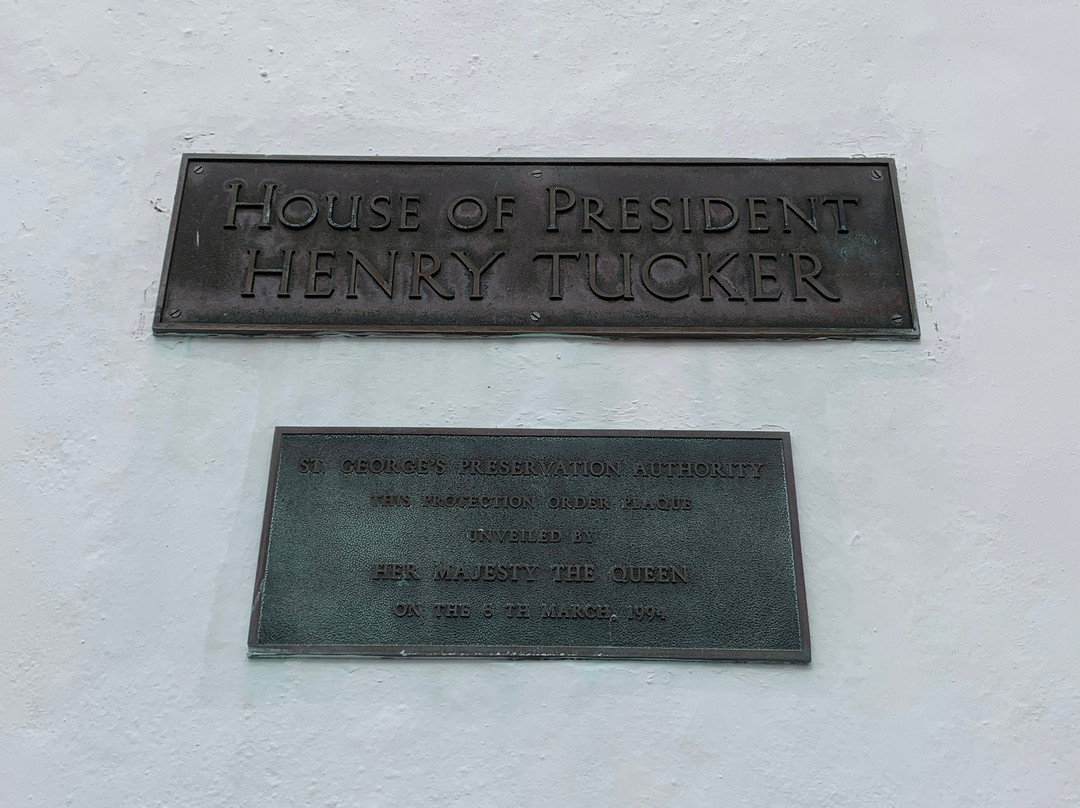 HOUSE OF PRESIDENT
HENRY TUCKER
ST. GEORGE'S PRESERVATION AUTHORITY
THIS PROTECTION ORDER PLAQUE
UNVEILED BY
HER MAJESTY THE QUEEN
ON THE TH MARCH, 1994